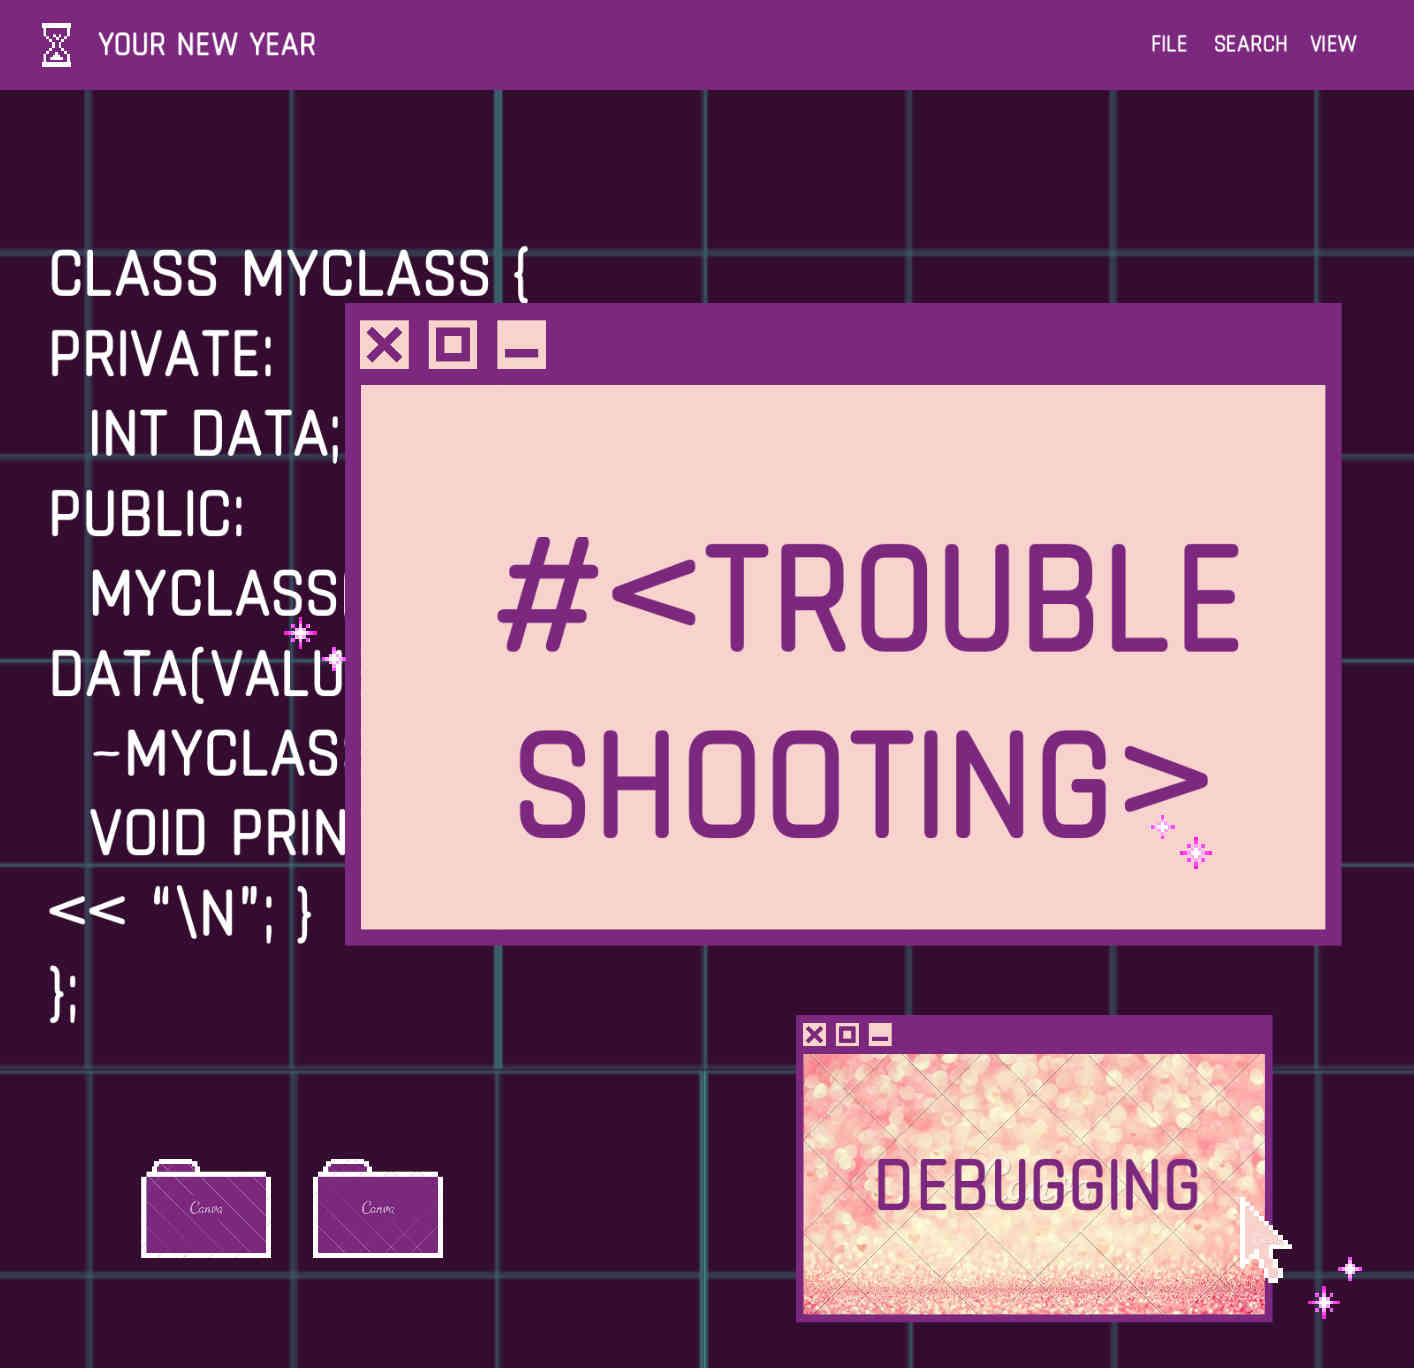 YOUR NEW YEAR
FILE SEARCH VIEW
CLASS MYCLASS {
PRIVATE:
INT DATA;
PUBLIC:
MYCLASS
DATA(VALU
~MYCLASS
VOID PRIN
<< "\N"; }
};
#<TROUBLE
SHOOTING>
DEBUGGING
Canva
Canva